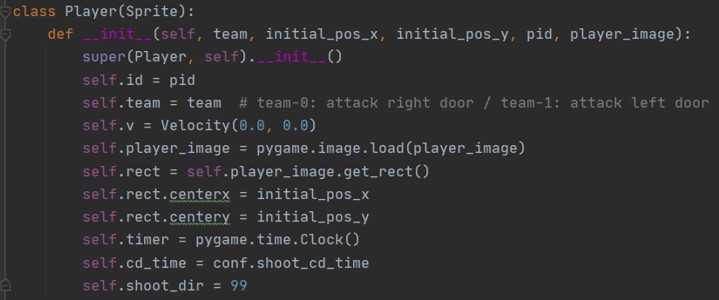 class Player(Sprite):
    def __init__(self, team, initial_pos_x, initial_pos_y, pid, player_image):
        super(Player, self).__init__()
        self.id = pid
        self.team = team  # team-0: attack right door / team-1: attack left door
        self.v = Velocity(0.0, 0.0)
        self.player_image = pygame.image.load(player_image)
        self.rect = self.player_image.get_rect()
        self.rect.centerx = initial_pos_x
        self.rect.centery = initial_pos_y
        self.timer = pygame.time.Clock()
        self.cd_time = conf.shoot_cd_time
        self.shoot_dir = 99